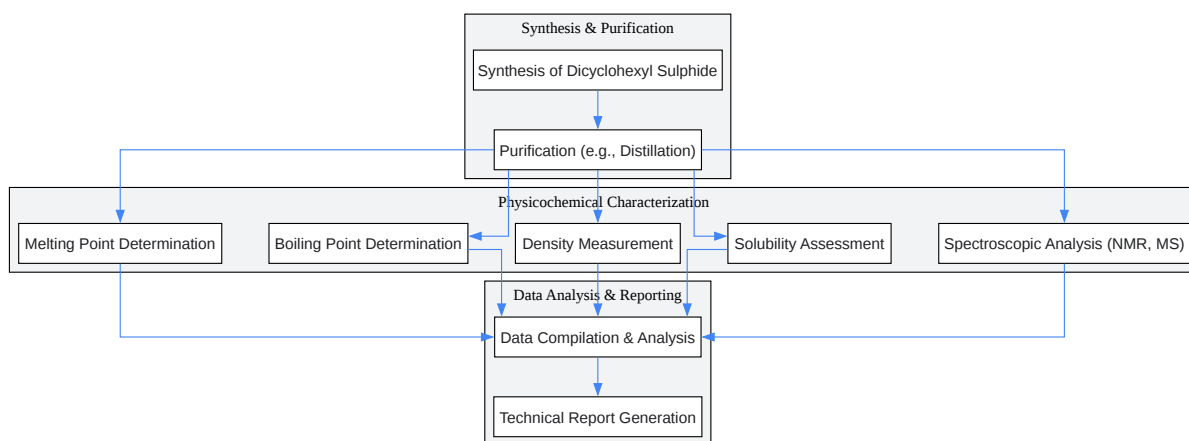 Synthesis & Purification
Synthesis of Dicyclohexyl Sulphide
Purification (e.g., Distillation)
Physicochemical Characterization
Melting Point Determination
Boiling Point Determination
Density Measurement
Solubility Assessment
Spectroscopic Analysis (NMR, MS)
Data Analysis & Reporting
Data Compilation & Analysis
Technical Report Generation